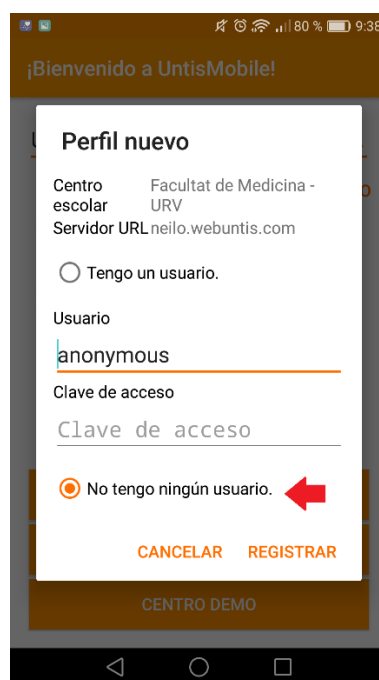 80 % 9:38
¡Bienvenido a UntisMobile!
Perfil nuevo
Centro escolar Facultat de Medicina - URV
Servidor URL neilo.webuntis.com
Tengo un usuario.
Usuario
anonymous
Clave de acceso
Clave de acceso
No tengo ningún usuario.
CANCELAR REGISTRAR
CENTRO DEMO